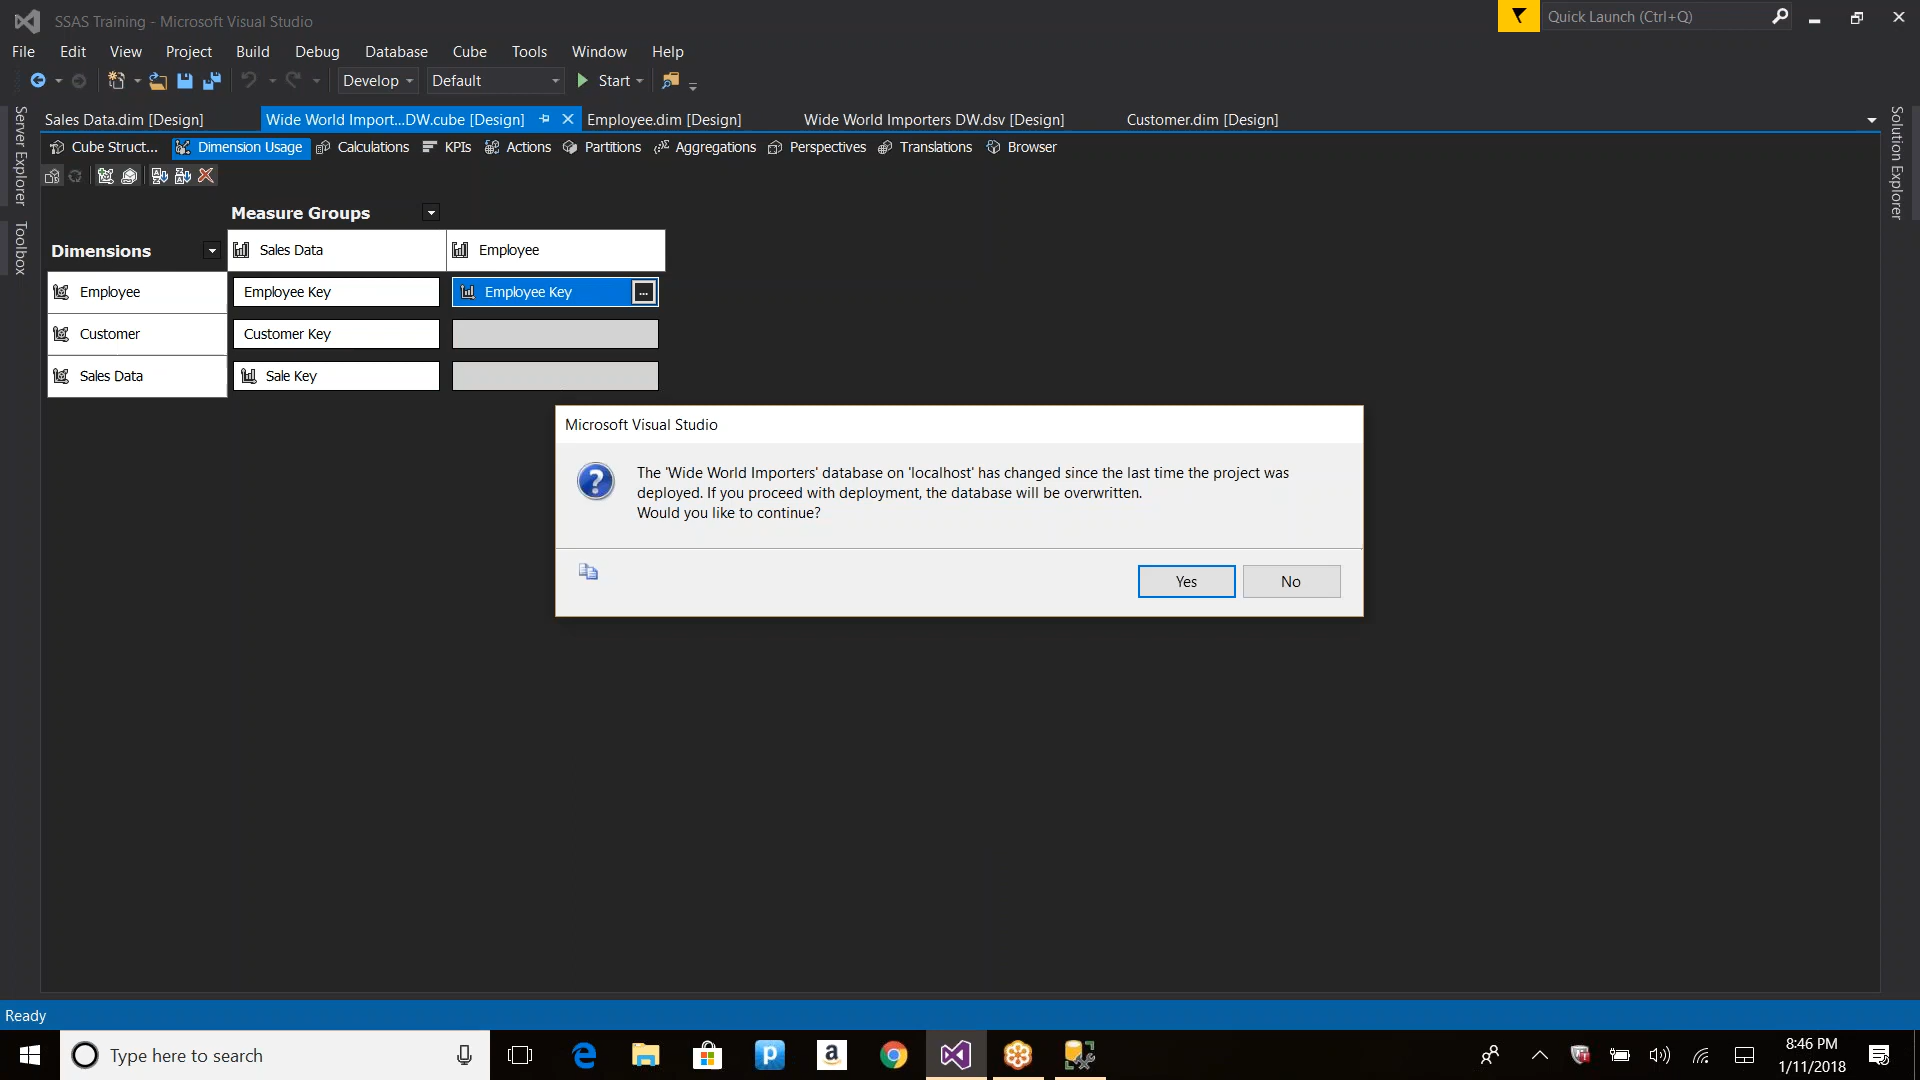 SSAS Training - Microsoft Visual Studio
Quick Launch (Ctrl+Q)
File Edit View Project Build Debug Database Cube Tools Window Help
Develop Default Start
Server Explorer
Toolbox
Solution Explorer
Sales Data.dim [Design] Wide World Import...DW.cube [Design] Employee.dim [Design] Wide World Importers DW.dsv [Design] Customer.dim [Design]
Cube Struct... Dimension Usage Calculations KPIs Actions Partitions Aggregations Perspectives Translations Browser
Measure Groups
Dimensions Sales Data Employee
Employee Employee Key Employee Key ...
Customer Customer Key
Sales Data Sale Key
Microsoft Visual Studio
The 'Wide World Importers' database on 'localhost' has changed since the last time the project was
deployed. If you proceed with deployment, the database will be overwritten.
Would you like to continue?
Yes No
Ready
Type here to search
8:46 PM
1/11/2018